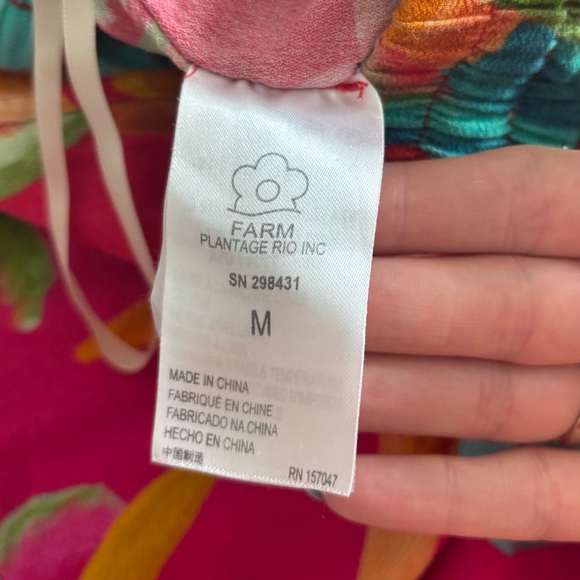 FARM
PLANTAGE RIO INC
SN 298431
M
MADE IN CHINA
FABRIQUÉ EN CHINE
FABRICADO NA CHINA
HECHO EN CHINA
中国制造
RN 157047